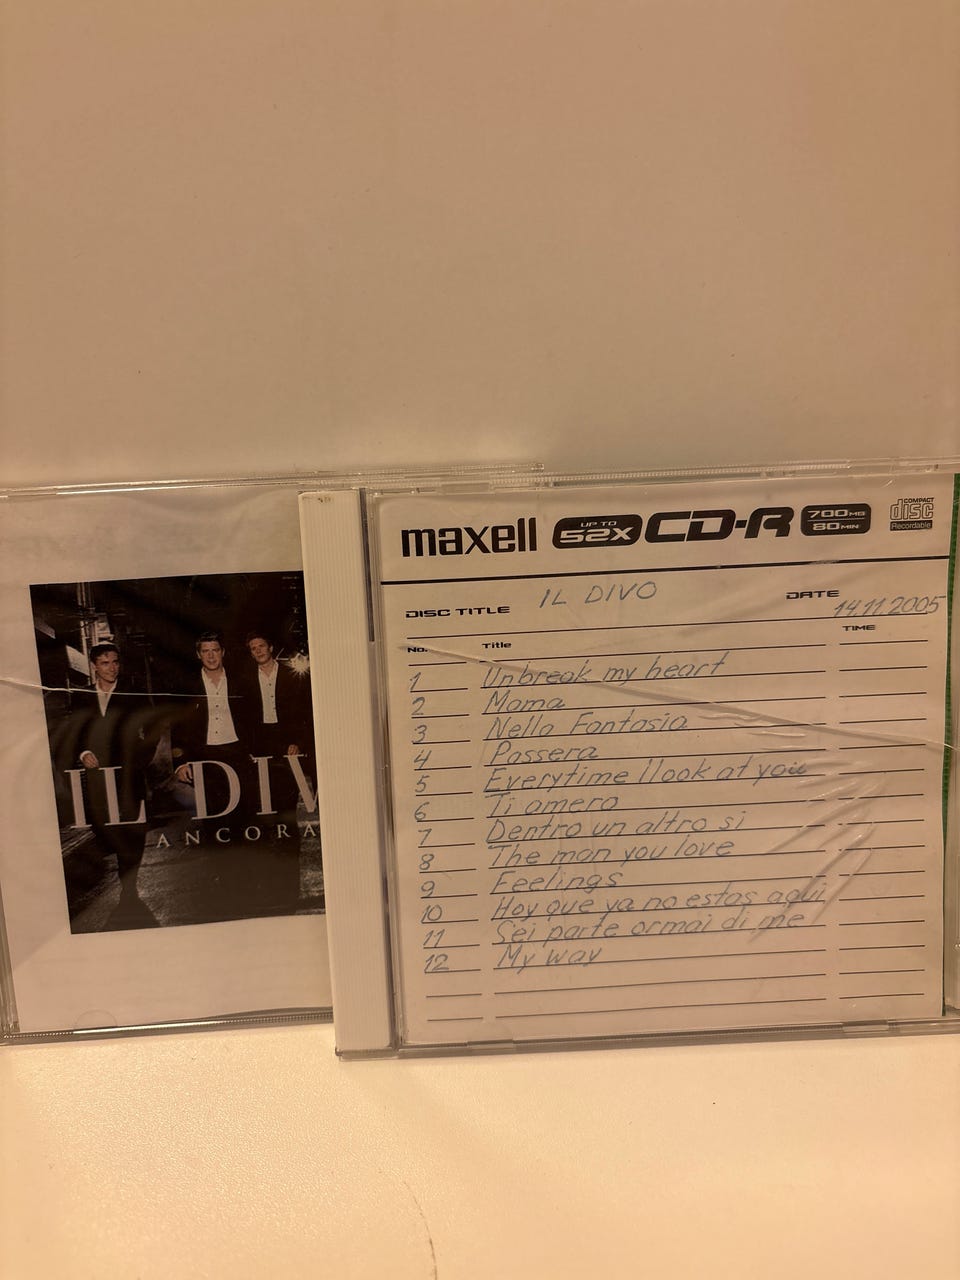 IL DIV
ANCORA
maxell UP TO 52X CD-R 700MB 80MIN COMPACT disc Recordable
DISC TITLE IL DIVO DATE 14.11.2005
No. Title TIME
1 Unbreak my heart
2 Mama
3 Nella Fantasia
4 Passera
5 Everytime I look at you
6 Ti amero
7 Dentro un altro si
8 The man you love
9 Feelings
10 Hoy que ya no estas aqui
11 Sei parte ormai di me
12 My way